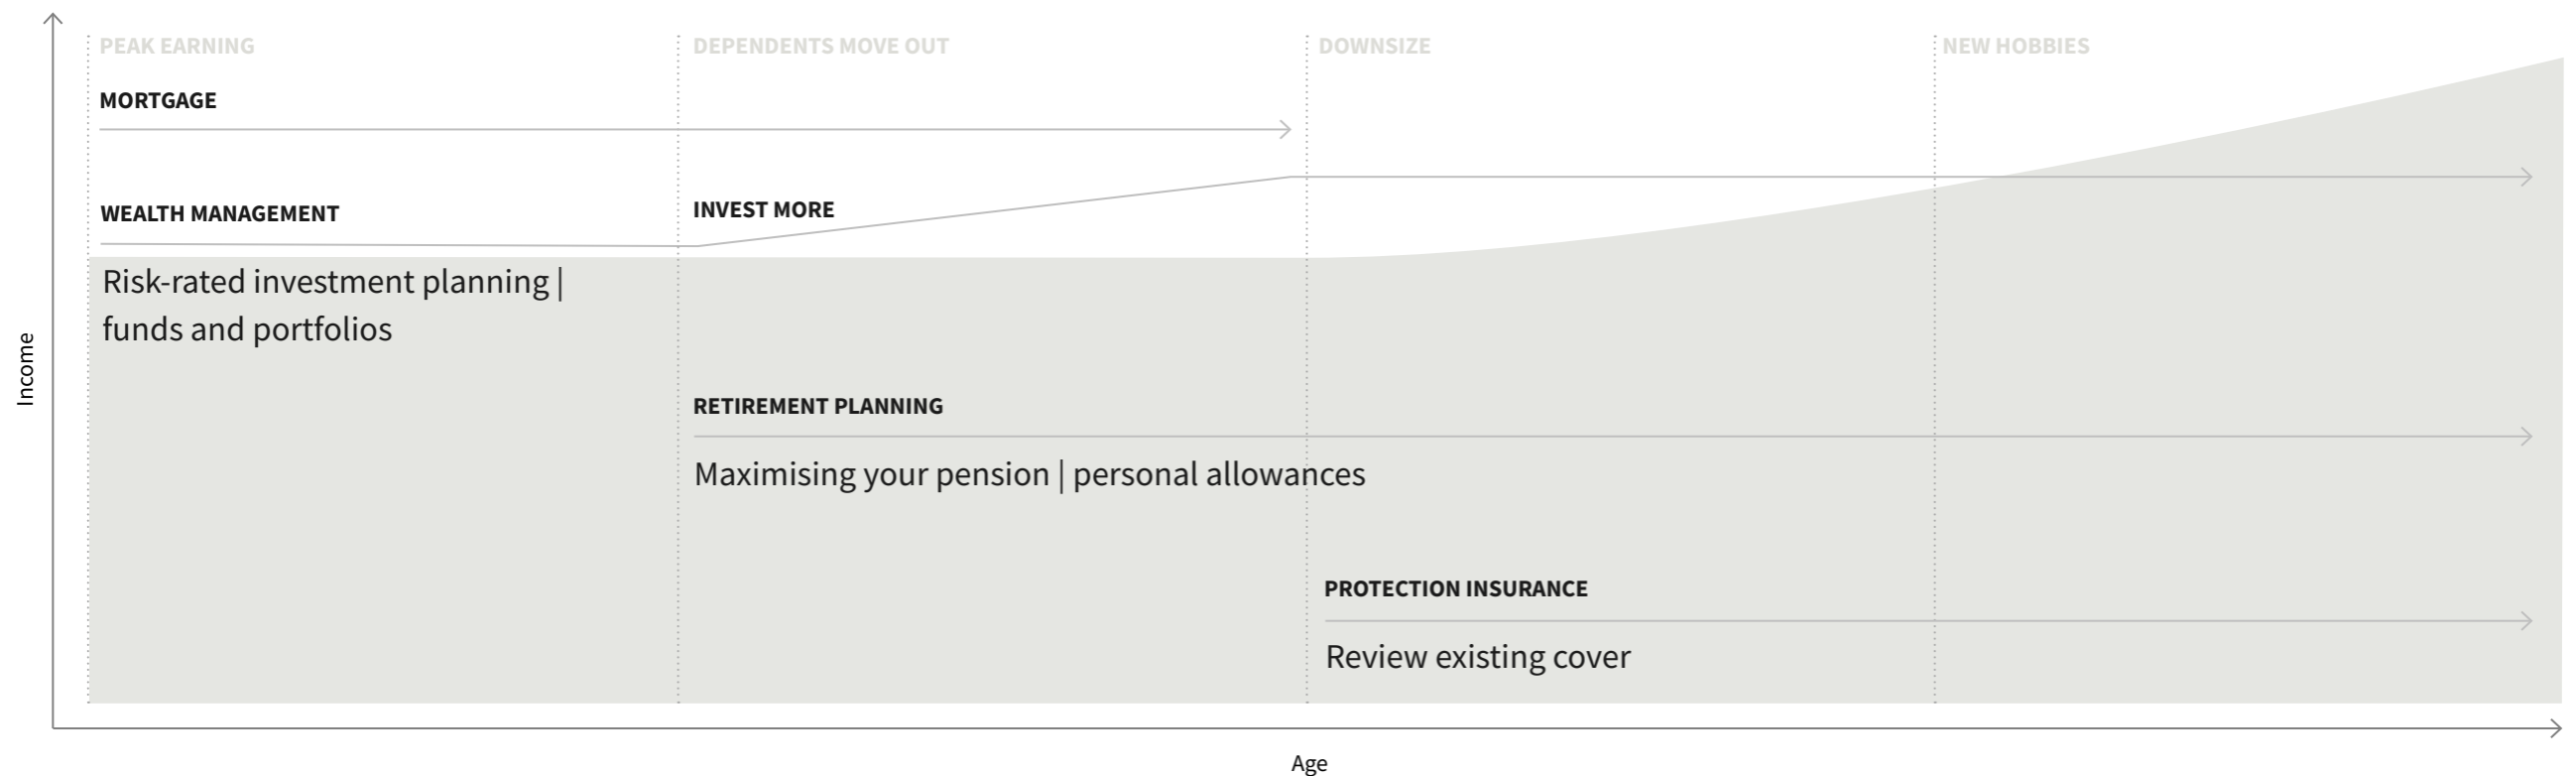 PEAK EARNING
DEPENDENTS MOVE OUT
DOWNSIZE
NEW HOBBIES
MORTGAGE
WEALTH MANAGEMENT
INVEST MORE
Risk-rated investment planning |
funds and portfolios
Income
RETIREMENT PLANNING
Maximising your pension | personal allowances
PROTECTION INSURANCE
Review existing cover
Age